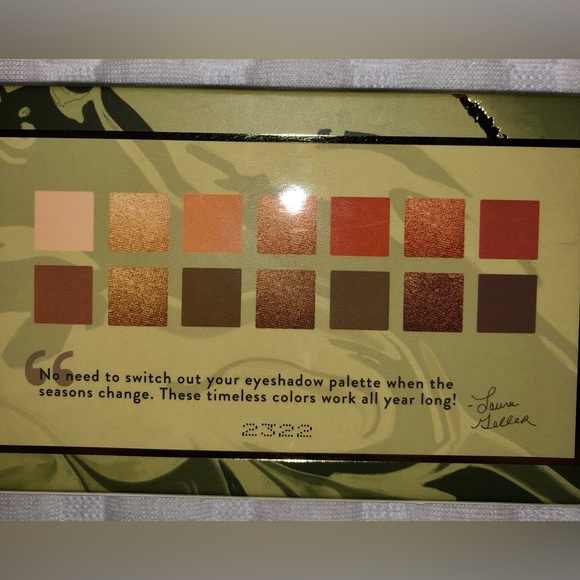 “
No need to switch out your eyeshadow palette when the
seasons change. These timeless colors work all year long!
-Laura
Geller
2322